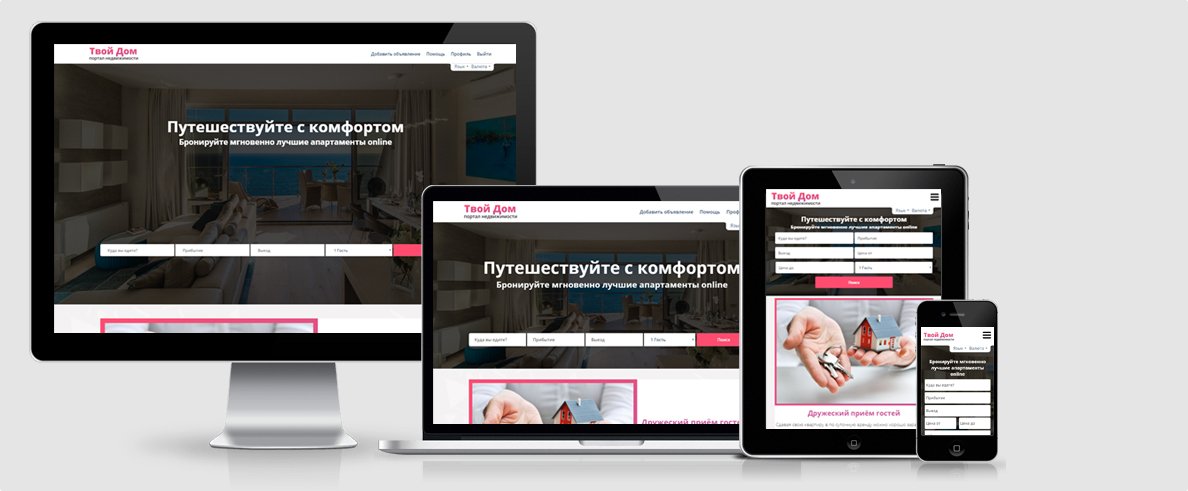 Твой Дом
портал недвижимости
Добавить объявление Помощь Профиль Выйти
Язык Валюта
Путешествуйте с комфортом
Бронируйте мгновенно лучшие апартаменты online
Куда вы едете? Прибытие Выезд 1 Гость
Твой Дом
портал недвижимости
Добавить объявление Помощь
Путешествуйте с комфортом
Бронируйте мгновенно лучшие апартаменты online
Куда вы едете? Прибытие Выезд 1 Гость Поиск
Дружеский приём гостей
Твой Дом
портал недвижимости
Язык Валюта
Путешествуйте с комфортом
Бронируйте мгновенно лучшие апартаменты online
Куда вы едете? Прибытие
Выезд Цена от
Цена до 1 Гость
Поиск
Дружеский приём гостей
Твой Дом
портал недвижимости
Язык Валюта
Бронируйте мгновенно
лучшие апартаменты
online
Куда вы едете?
Прибытие
Выезд
Цена от Цена до